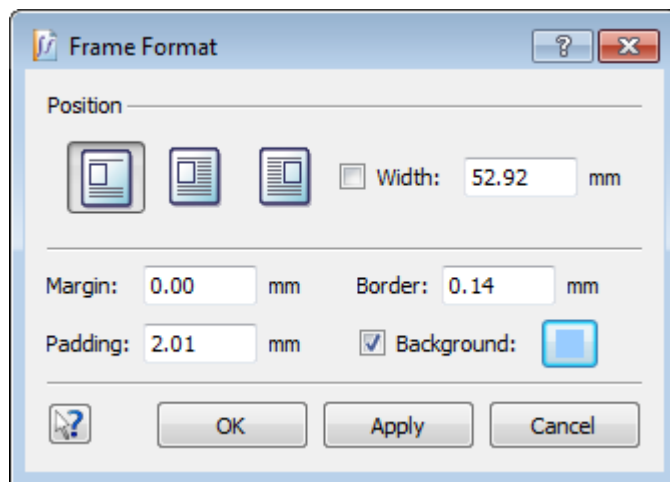 Frame Format
Position
Width: 52.92 mm
Margin: 0.00 mm Border: 0.14 mm
Padding: 2.01 mm Background:
OK Apply Cancel